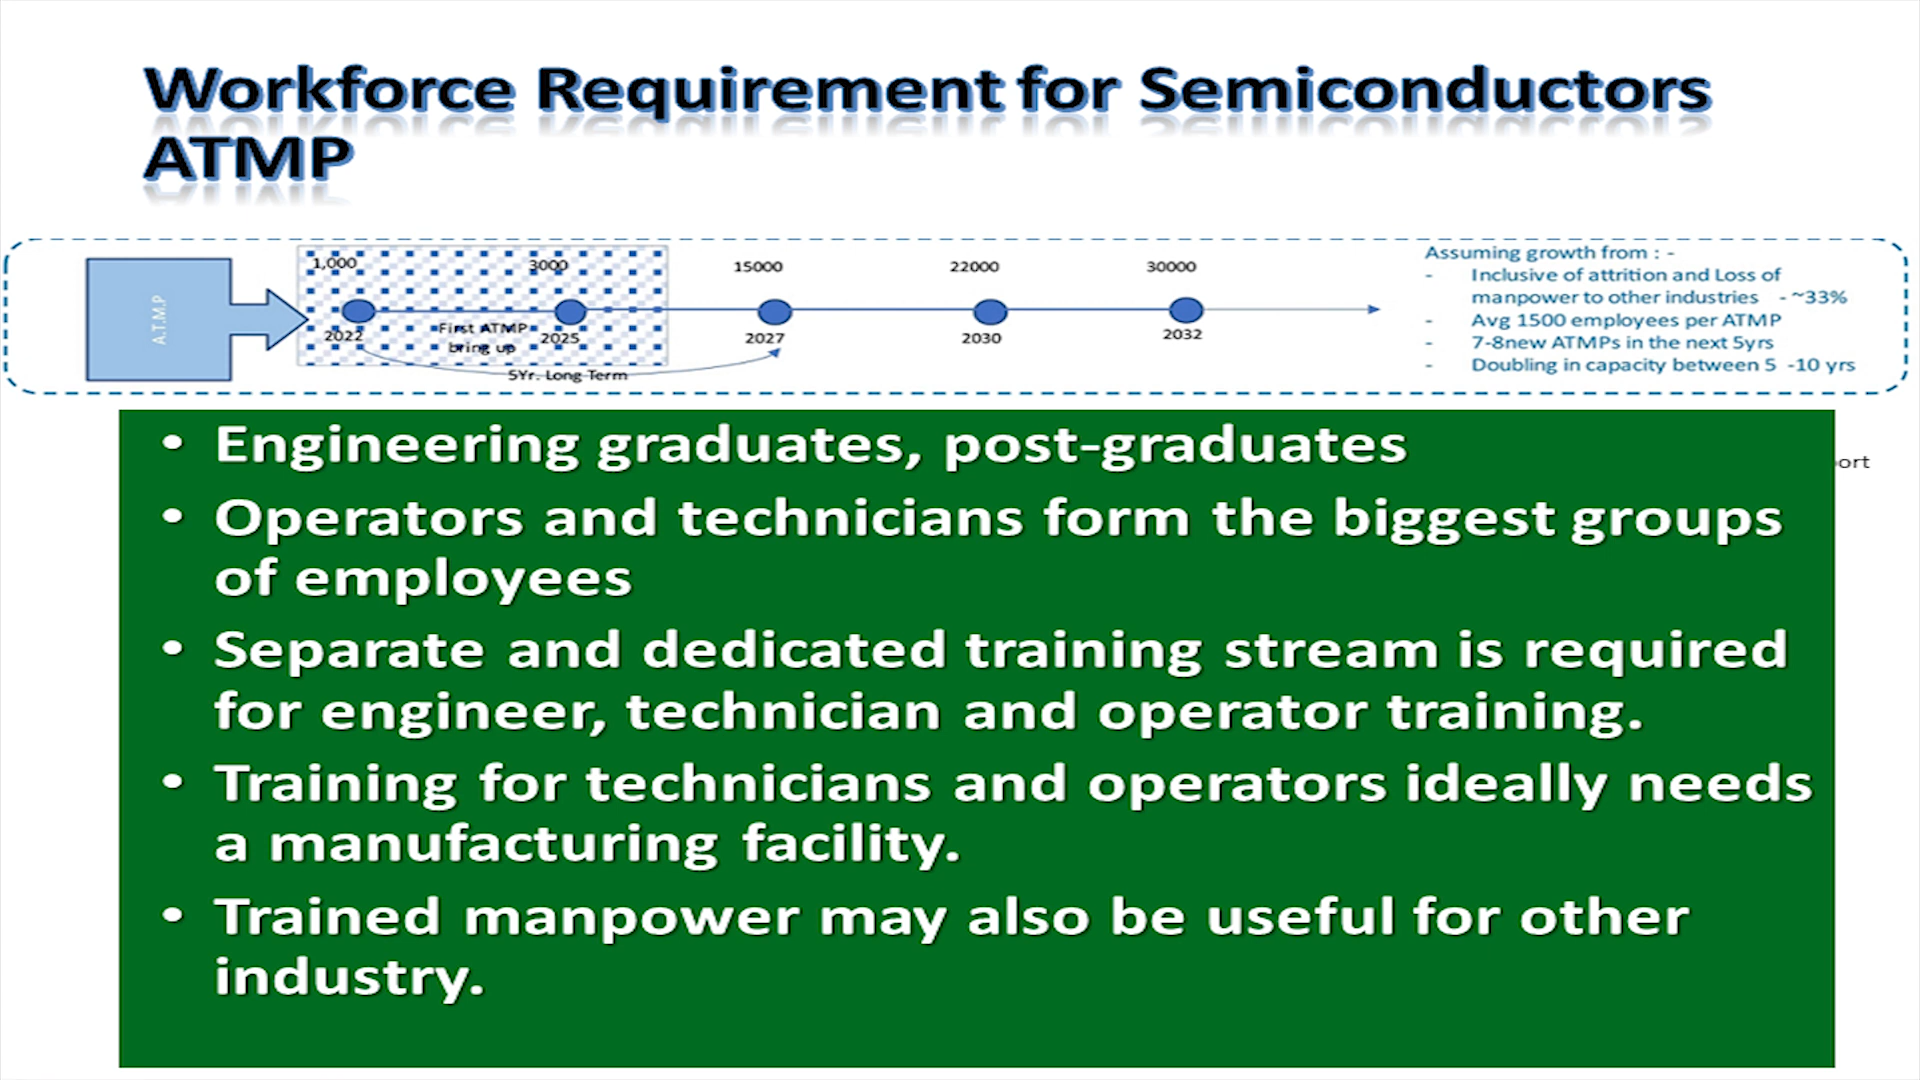 Workforce Requirement for Semiconductors
ATMP
A.T.M.P
1,000
3000
15000
22000
30000
2022
First ATMP
bring up
2025
2027
2030
2032
5Yr. Long Term
Assuming growth from : -
- Inclusive of attrition and Loss of
manpower to other industries - ~33%
- Avg 1500 employees per ATMP
- 7-8new ATMPs in the next 5yrs
- Doubling in capacity between 5 -10 yrs
• Engineering graduates, post-graduates
ort
• Operators and technicians form the biggest groups
of employees
• Separate and dedicated training stream is required
for engineer, technician and operator training.
• Training for technicians and operators ideally needs
a manufacturing facility.
• Trained manpower may also be useful for other
industry.